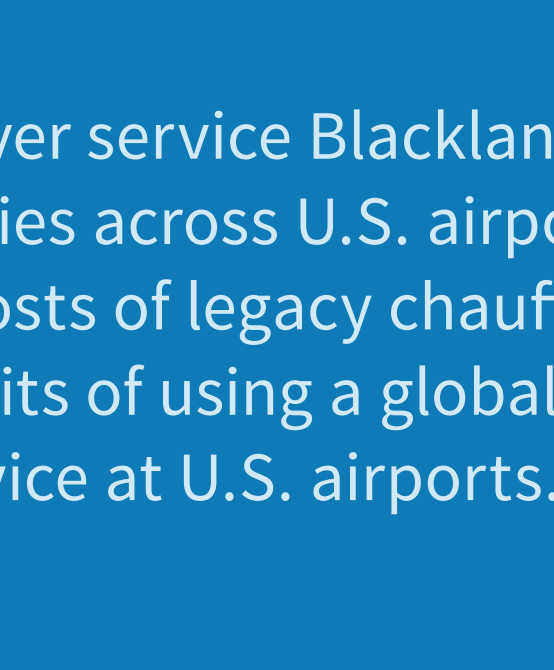 ver service Blacklan
ies across U.S. airpo
osts of legacy chauf
its of using a global
vice at U.S. airports.